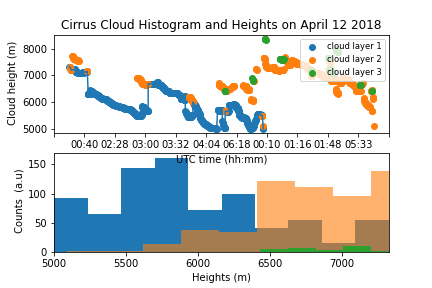 Cirrus Cloud Histogram and Heights on April 12 2018
Cloud height (m)
8000
7000
6000
5000
cloud layer 1
cloud layer 2
cloud layer 3
00:40 02:28 03:00 03:32 04:04 06:18 00:10 01:16 01:48 05:33
UTC time (hh:mm)
Counts (a.u)
150
100
50
0
5000 5500 6000 6500 7000
Heights (m)